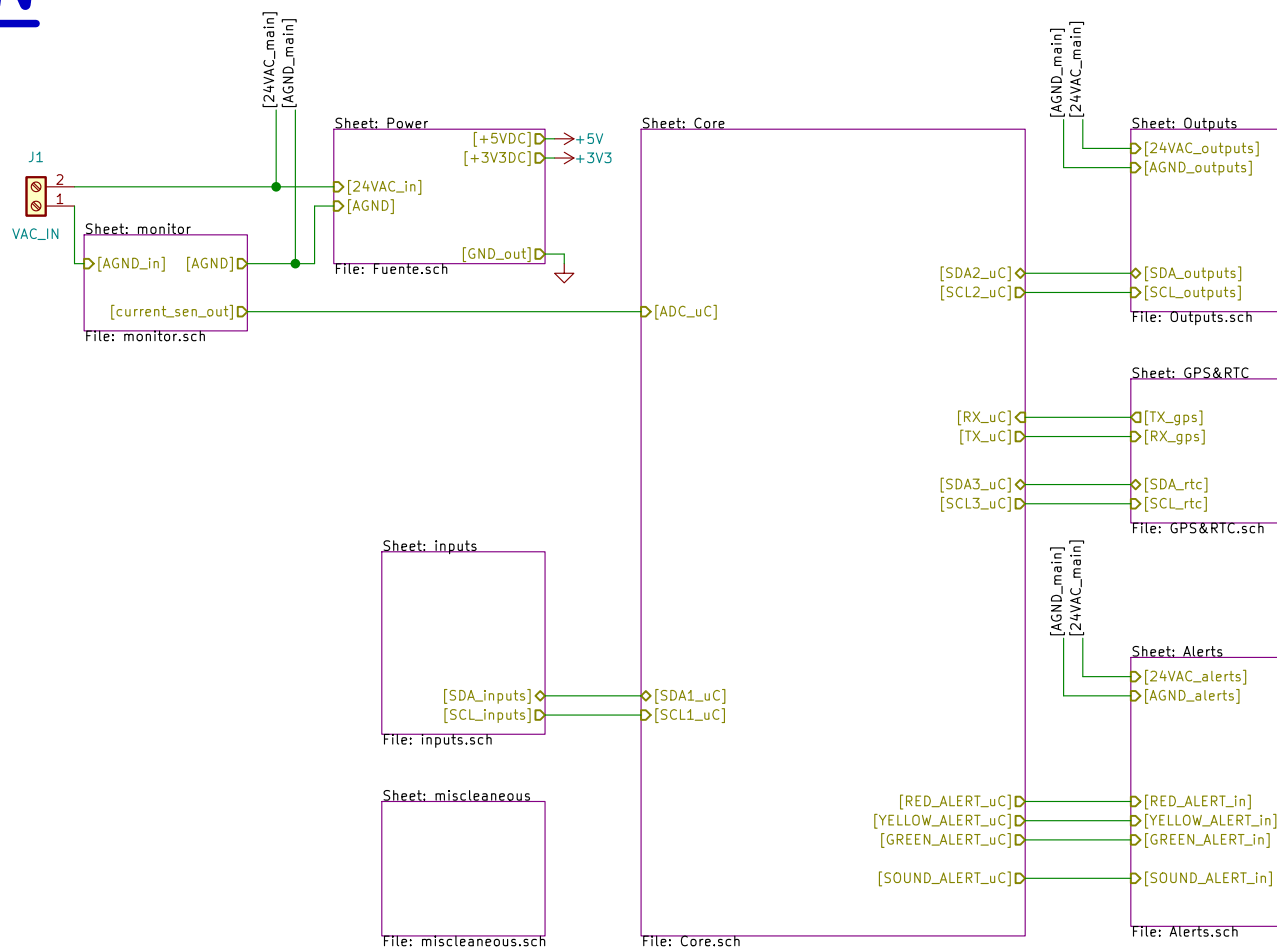 [24VAC_main]
[AGND_main]
[AGND_main]
[24VAC_main]
J1
2
1
VAC_IN
Sheet: Power
[+5VDC]
+5V
[+3V3DC]
+3V3
[24VAC_in]
[AGND]
[GND_out]
File: Fuente.sch
Sheet: monitor
[AGND_in]
[AGND]
[current_sen_out]
File: monitor.sch
Sheet: Core
[ADC_uC]
[SDA2_uC]
[SCL2_uC]
[RX_uC]
[TX_uC]
[SDA3_uC]
[SCL3_uC]
[SDA1_uC]
[SCL1_uC]
[RED_ALERT_uC]
[YELLOW_ALERT_uC]
[GREEN_ALERT_uC]
[SOUND_ALERT_uC]
File: Core.sch
Sheet: inputs
[SDA_inputs]
[SCL_inputs]
File: inputs.sch
Sheet: miscleaneous
File: miscleaneous.sch
Sheet: Outputs
[24VAC_outputs]
[AGND_outputs]
[SDA_outputs]
[SCL_outputs]
File: Outputs.sch
Sheet: GPS&RTC
[TX_gps]
[RX_gps]
[SDA_rtc]
[SCL_rtc]
File: GPS&RTC.sch
[AGND_main]
[24VAC_main]
Sheet: Alerts
[24VAC_alerts]
[AGND_alerts]
[RED_ALERT_in]
[YELLOW_ALERT_in]
[GREEN_ALERT_in]
[SOUND_ALERT_in]
File: Alerts.sch